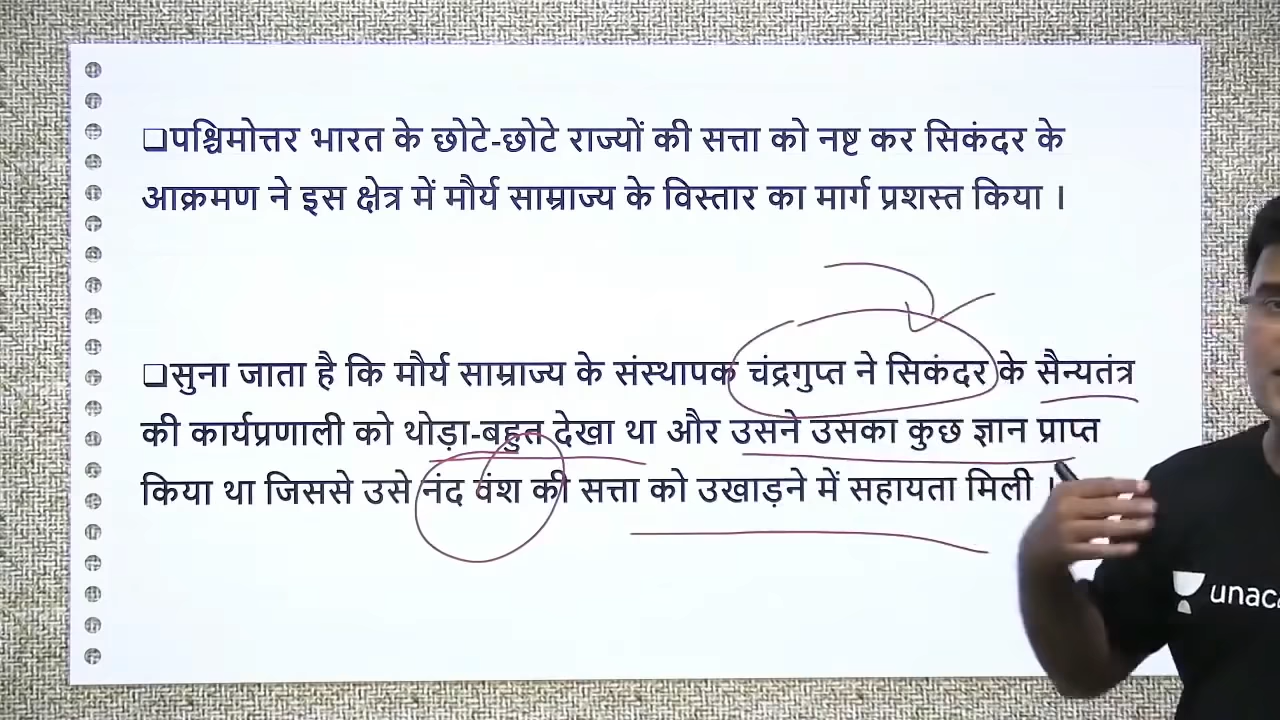 ❑पश्चिमोत्तर भारत के छोटे-छोटे राज्यों की सत्ता को नष्ट कर सिकंदर के
आक्रमण ने इस क्षेत्र में मौर्य साम्राज्य के विस्तार का मार्ग प्रशस्त किया ।
❑सुना जाता है कि मौर्य साम्राज्य के संस्थापक चंद्रगुप्त ने सिकंदर के सैन्यतंत्र
की कार्यप्रणाली को थोड़ा-बहुत देखा था और उसने उसका कुछ ज्ञान प्राप्त
किया था जिससे उसे नंद वंश की सत्ता को उखाड़ने में सहायता मिली ।